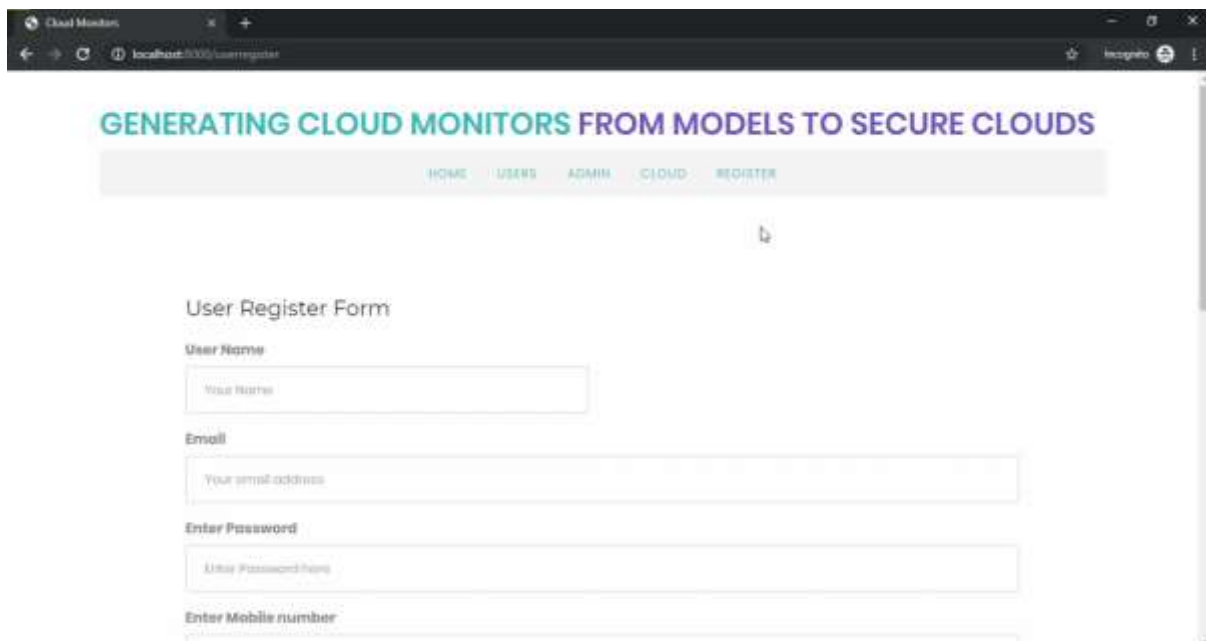 Cloud Monitors
localhost:8000/userregister
Incognito
GENERATING CLOUD MONITORS FROM MODELS TO SECURE CLOUDS
HOME USERS ADMIN CLOUD REGISTER
User Register Form
User Name
Your Name
Email
Your email address
Enter Password
Enter Password here
Enter Mobile number